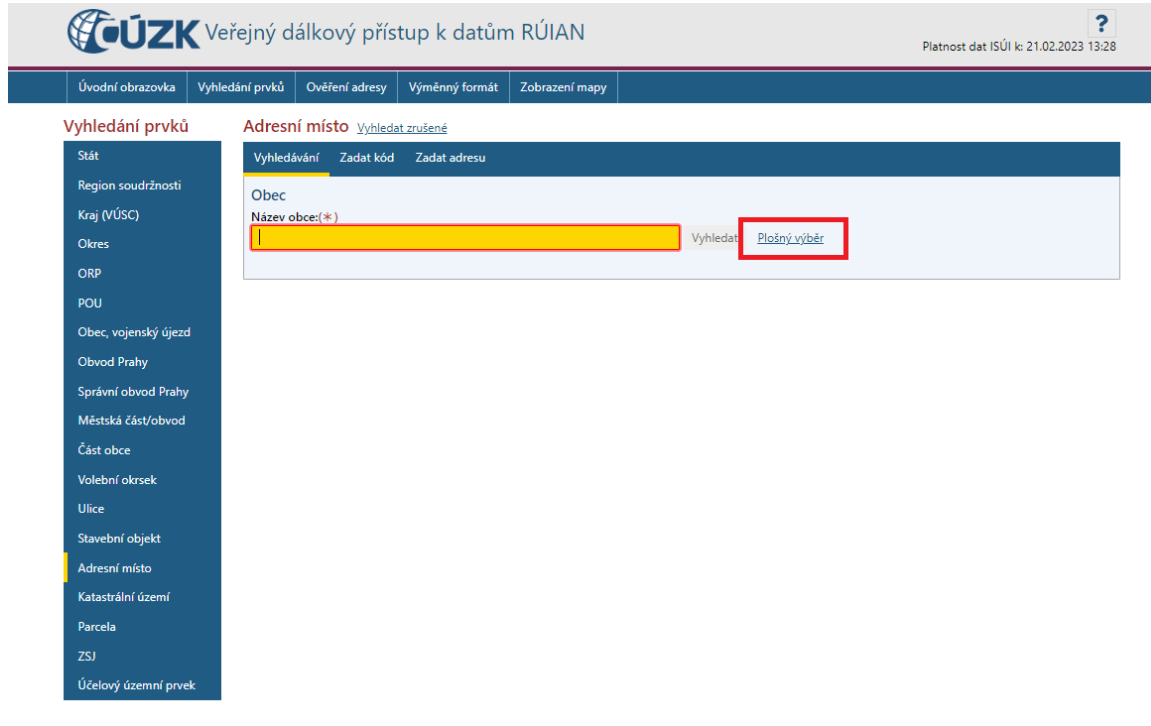 ČÚZK Veřejný dálkový přístup k datům RÚIAN
?
Platnost dat ISÚI k: 21.02.2023 13:28
Úvodní obrazovka Vyhledání prvků Ověření adresy Výměnný formát Zobrazení mapy
Vyhledání prvků
Stát
Region soudržnosti
Kraj (VÚSC)
Okres
ORP
POU
Obec, vojenský újezd
Obvod Prahy
Správní obvod Prahy
Městská část/obvod
Část obce
Volební okrsek
Ulice
Stavební objekt
Adresní místo
Katastrální území
Parcela
ZSJ
Účelový územní prvek
Adresní místo Vyhledat zrušené
Vyhledávání Zadat kód Zadat adresu
Obec
Název obce:(*)
Vyhledat Plošný výběr